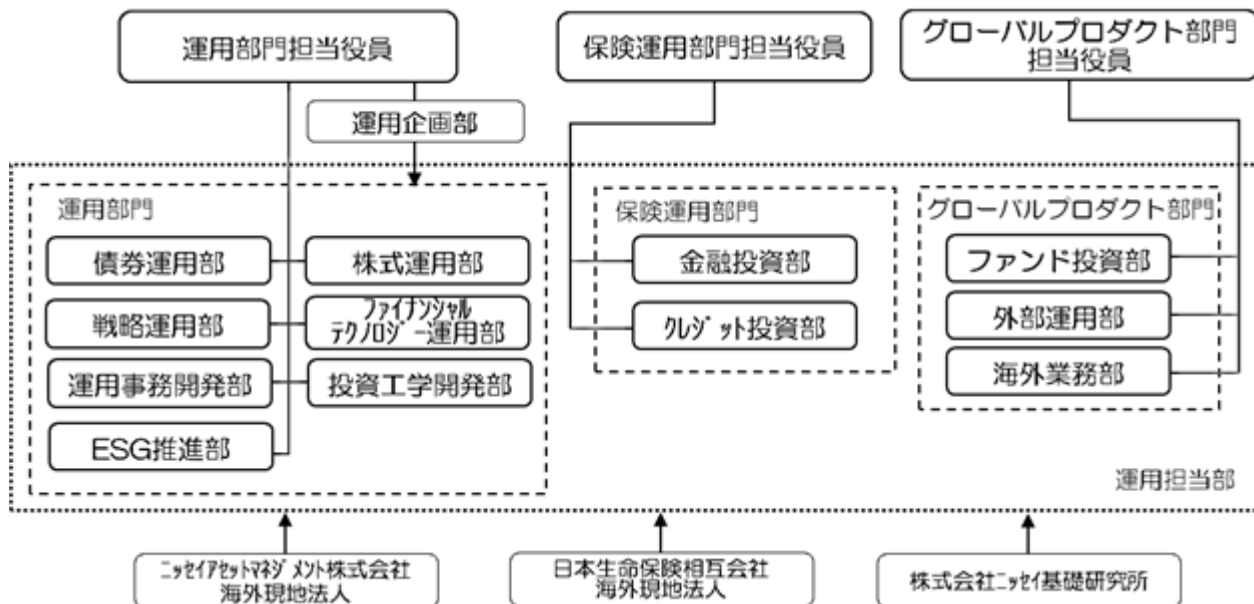 運用部門担当役員
保険運用部門担当役員
グローバルプロダクト部門
担当役員
運用企画部
運用部門
債券運用部
株式運用部
戦略運用部
ファイナンシャル
テクノロジー運用部
運用事務開発部
投資工学開発部
ESG推進部
保険運用部門
金融投資部
クレジット投資部
グローバルプロダクト部門
ファンド投資部
外部運用部
海外業務部
運用担当部
ニッセイアセットマネジメント株式会社
海外現地法人
日本生命保険相互会社
海外現地法人
株式会社ニッセイ基礎研究所